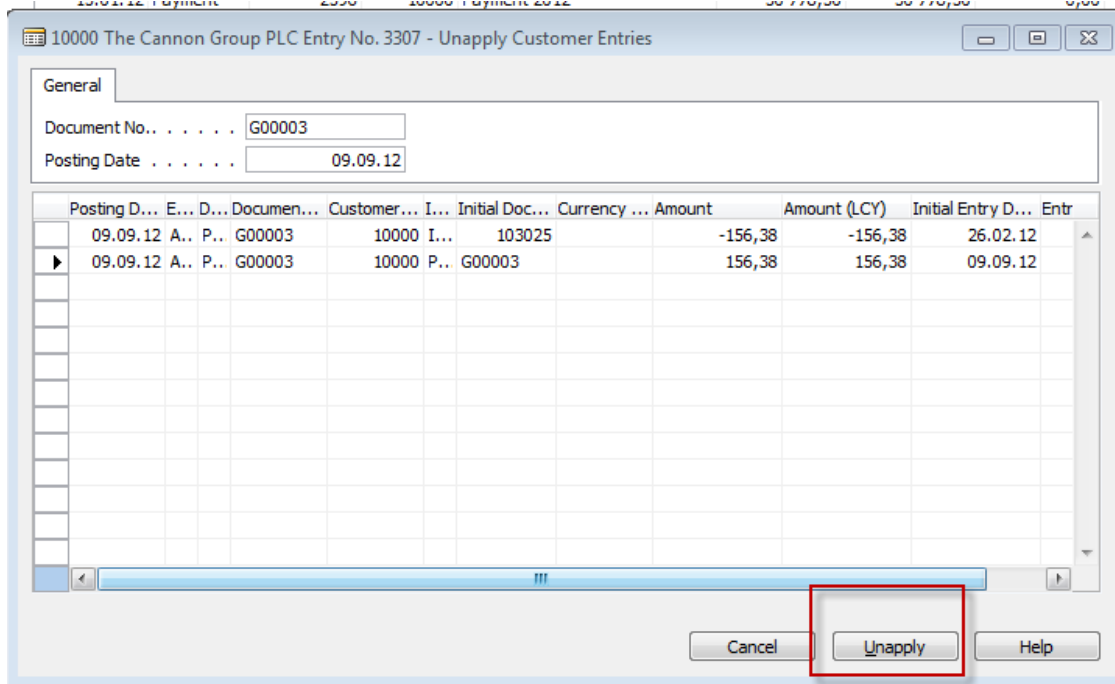 10000 The Cannon Group PLC Entry No. 3307 - Unapply Customer Entries
General
Document No.. . . . . . G00003
Posting Date . . . . . . 09.09.12
Posting D... E... D... Documen... Customer... I... Initial Doc... Currency ... Amount Amount (LCY) Initial Entry D... Entr
09.09.12 A.. P... G00003 10000 I... 103025 -156,38 -156,38 26.02.12
09.09.12 A.. P... G00003 10000 P... G00003 156,38 156,38 09.09.12
Cancel Unapply Help